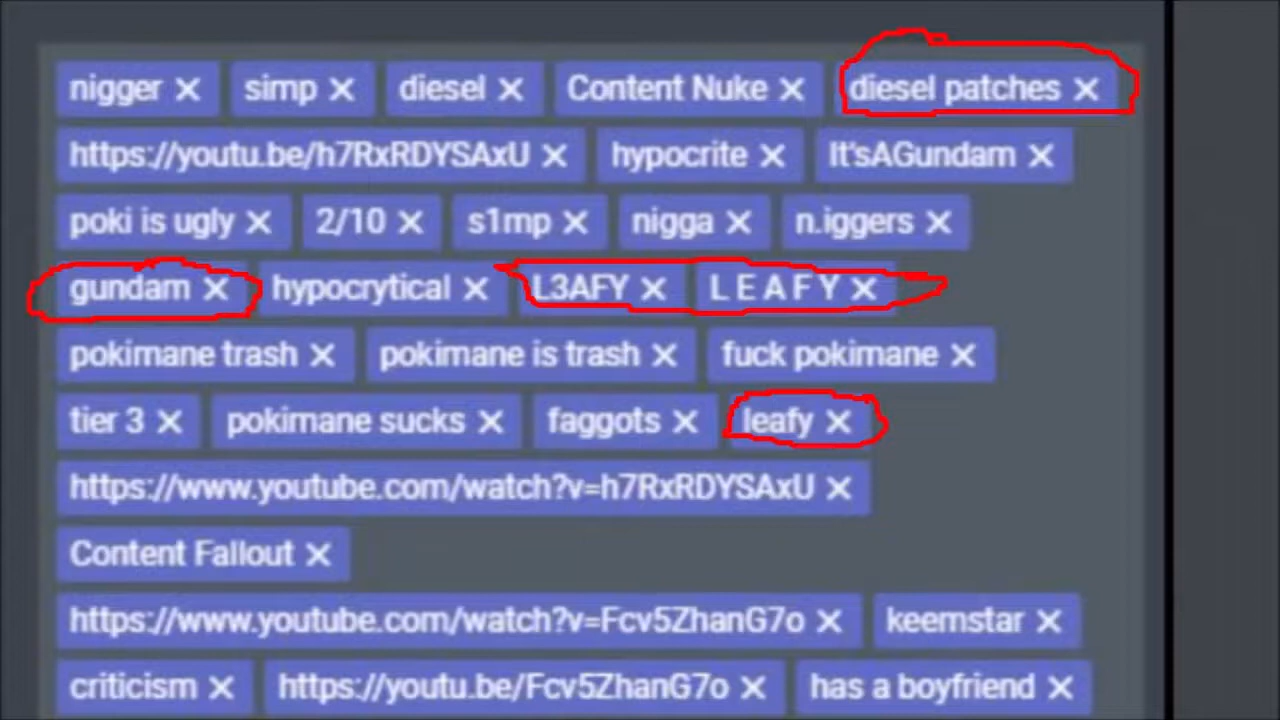 nigger × simp × diesel × Content Nuke × diesel patches ×
https://youtu.be/h7RxRDYSAxU × hypocrite × It'sAGundam ×
poki is ugly × 2/10 × s1mp × nigga × n.iggers ×
gundam × hypocrytical × L3AFY × L E A F Y ×
pokimane trash × pokimane is trash × fuck pokimane ×
tier 3 × pokimane sucks × faggots × leafy ×
https://www.youtube.com/watch?v=h7RxRDYSAxU ×
Content Fallout ×
https://www.youtube.com/watch?v=Fcv5ZhanG7o × keemstar ×
criticism × https://youtu.be/Fcv5ZhanG7o × has a boyfriend ×